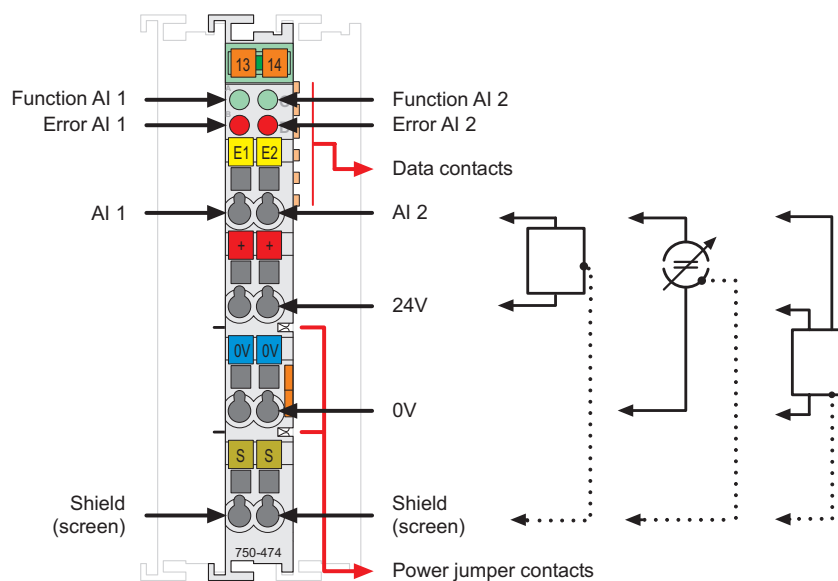 13 14
A C
Function AI 1
Function AI 2
B D
Error AI 1
Error AI 2
E1 E2
Data contacts
AI 1
AI 2
+ +
24V
0V 0V
0V
S S
Shield
(screen)
Shield
(screen)
750-474
Power jumper contacts